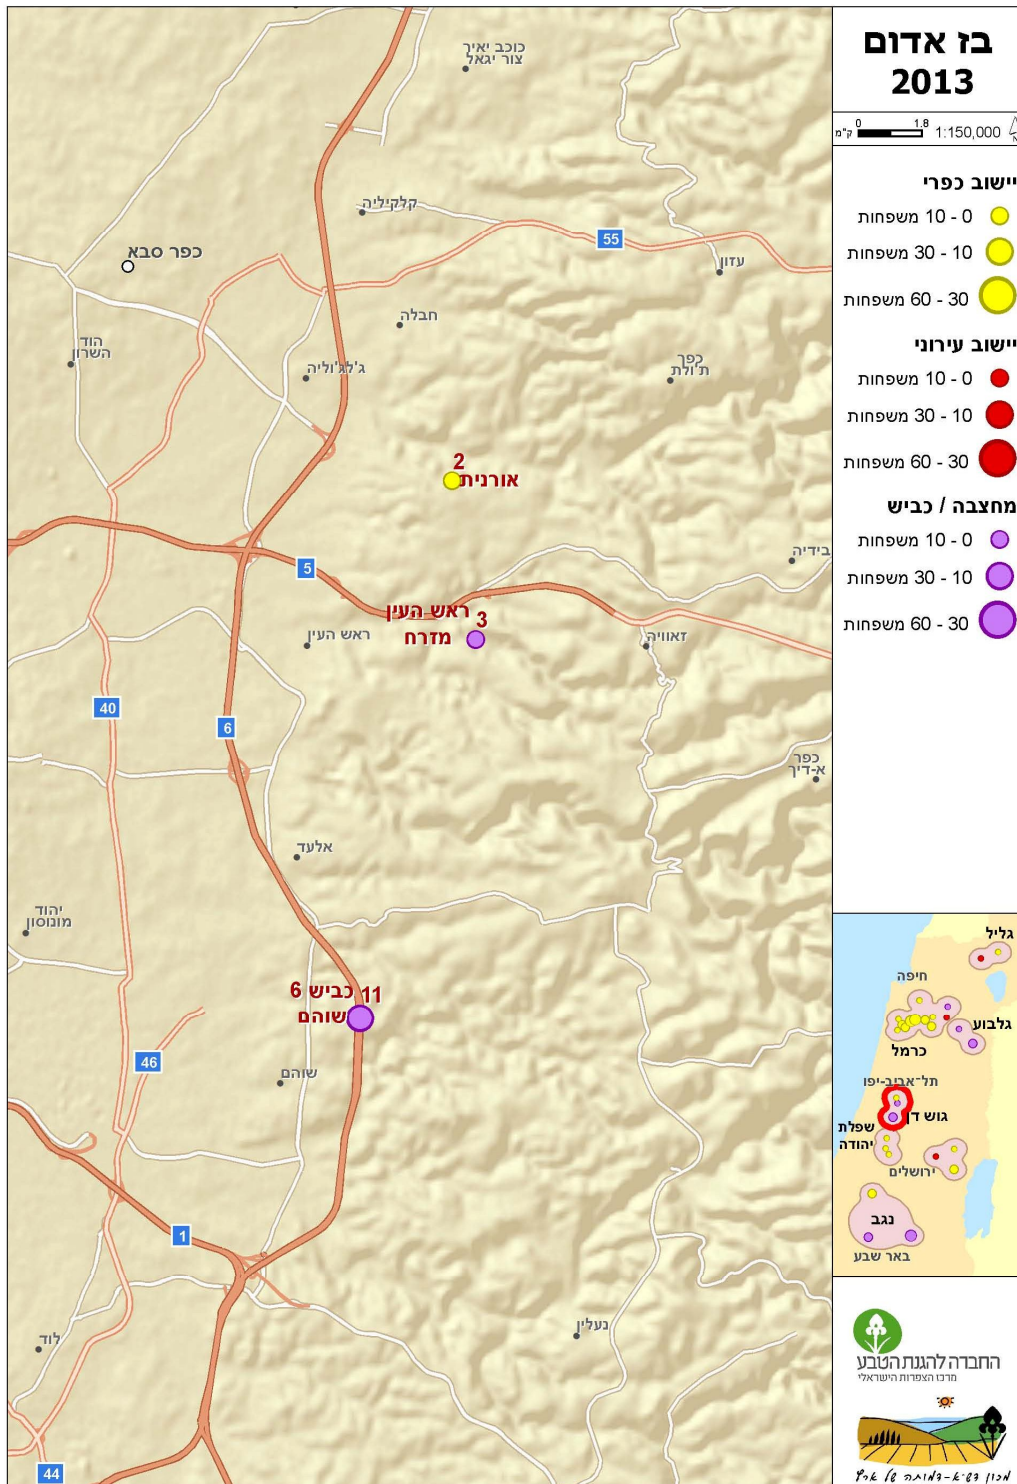 בז אדום
2013
0 1.8 ק"מ 1:150,000
יישוב כפרי
0 - 10 משפחות
10 - 30 משפחות
30 - 60 משפחות
יישוב עירוני
0 - 10 משפחות
10 - 30 משפחות
30 - 60 משפחות
מחצבה / כביש
0 - 10 משפחות
10 - 30 משפחות
30 - 60 משפחות
כוכב יאיר
צור יגאל
קלקיליה
55
כפר סבא
עזון
חבלה
הוד
השרון
ג'לג'וליה
כפר
ת'ולת
2
אורנית
5
בידיה
ראש העין
מזרח
3
ראש העין
זאוויה
40
6
כפר
א-דיך
אלעד
יהוד
מונוסון
כביש 6
שוהם
11
46
שוהם
1
נעלין
לוד
44
גליל
חיפה
גלבוע
כרמל
תל־אביב-יפו
גוש דן
שפלת
יהודה
ירושלים
נגב
באר שבע
החברה להגנת הטבע
מרכז הצפרות הישראלי
מכון דש"א-דמותה של ארץ